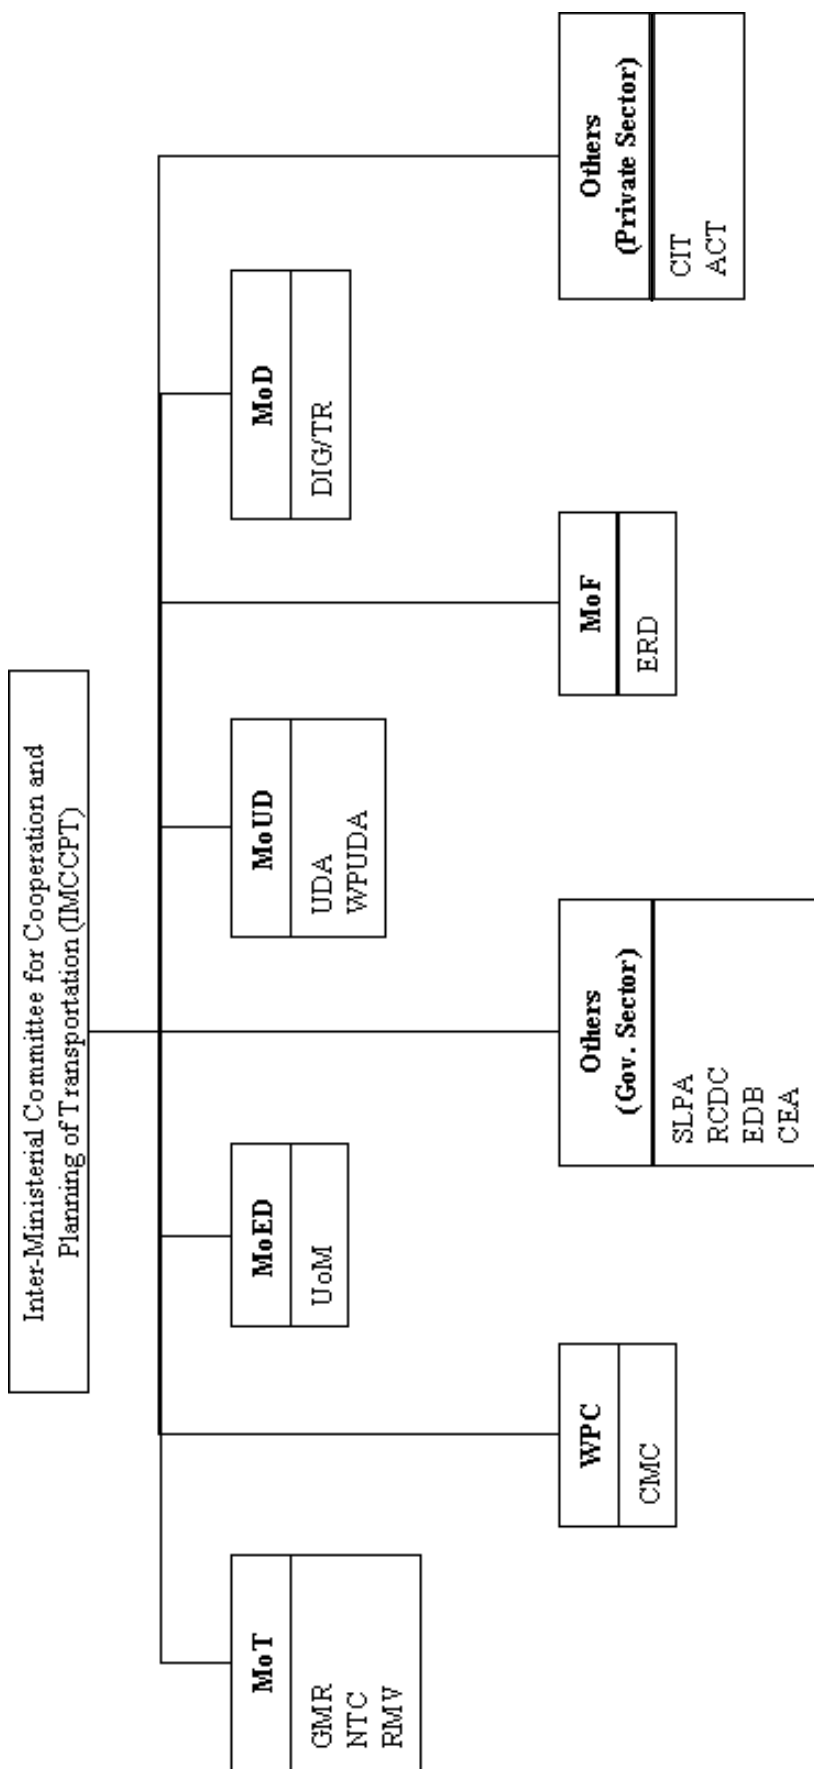 Inter-Ministerial Committee for Cooperation and
Planning of Transportation (IMCCPT)
MoT
GMR
NTC
RMV
MoED
UoM
MoUD
UDA
WPUDA
MoD
DIG/TR
WPC
CMC
Others
(Gov. Sector)
SLPA
RCDC
EDB
CEA
MoF
ERD
Others
(Private Sector)
CIT
ACT